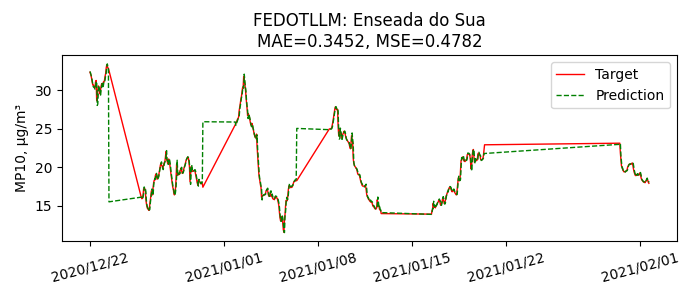 FEDOTLLM: Enseada do Sua
MAE=0.3452, MSE=0.4782
MP10, µg/m³
30
25
20
15
Target
Prediction
2020/12/22
2021/01/01
2021/01/08
2021/01/15
2021/01/22
2021/02/01